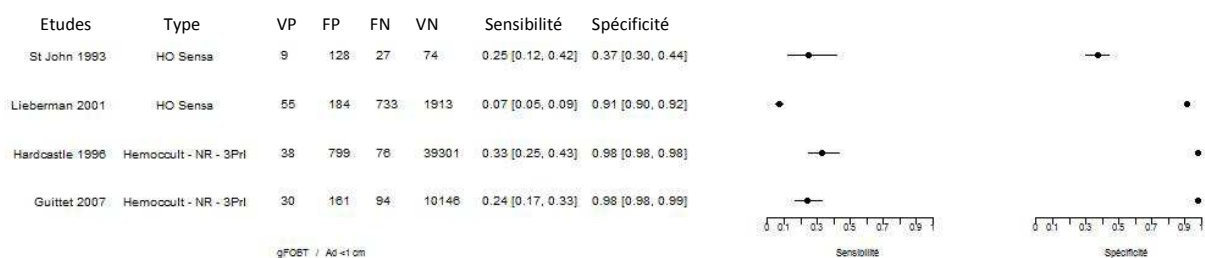 Etudes Type VP FP FN VN Sensibilité Spécificité
St John 1993 HO Sensa 9 128 27 74 0.25 [0.12, 0.42] 0.37 [0.30, 0.44]
Lieberman 2001 HO Sensa 55 184 733 1913 0.07 [0.05, 0.09] 0.91 [0.90, 0.92]
Hardcastle 1996 Hemoccult - NR - 3Prl 38 799 76 39301 0.33 [0.25, 0.43] 0.98 [0.98, 0.98]
Guittet 2007 Hemoccult - NR - 3Prl 30 161 94 10146 0.24 [0.17, 0.33] 0.98 [0.98, 0.99]
0 0.1 0.3 0.5 0.7 0.9 1 0 0.1 0.3 0.5 0.7 0.9 1
gFOBT / Ad <1 cm Sensibilité Spécificité